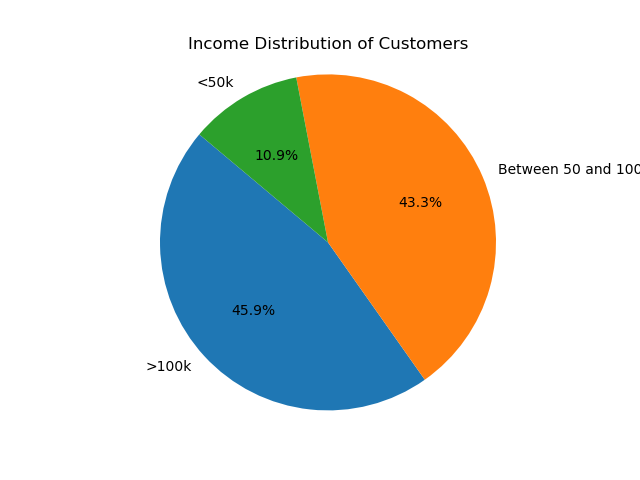 Income Distribution of Customers
<50k
10.9%
Between 50 and 100
43.3%
45.9%
>100k